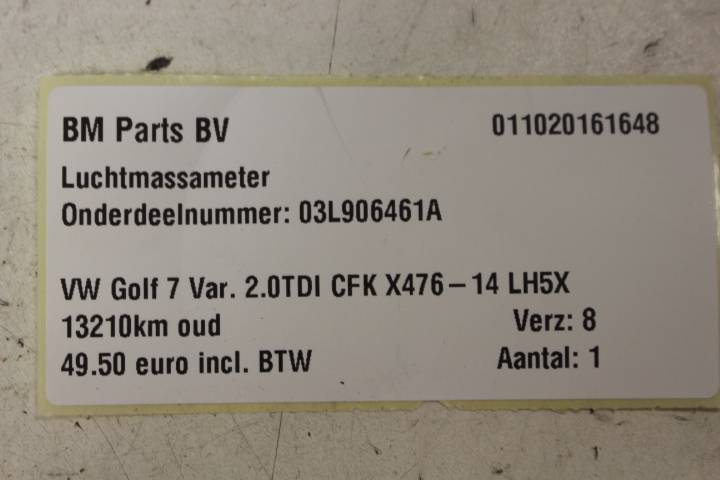 BM Parts BV 011020161648
Luchtmassameter
Onderdeelnummer: 03L906461A
VW Golf 7 Var. 2.0TDI CFK X476-14 LH5X
13210km oud Verz: 8
49.50 euro incl. BTW Aantal: 1